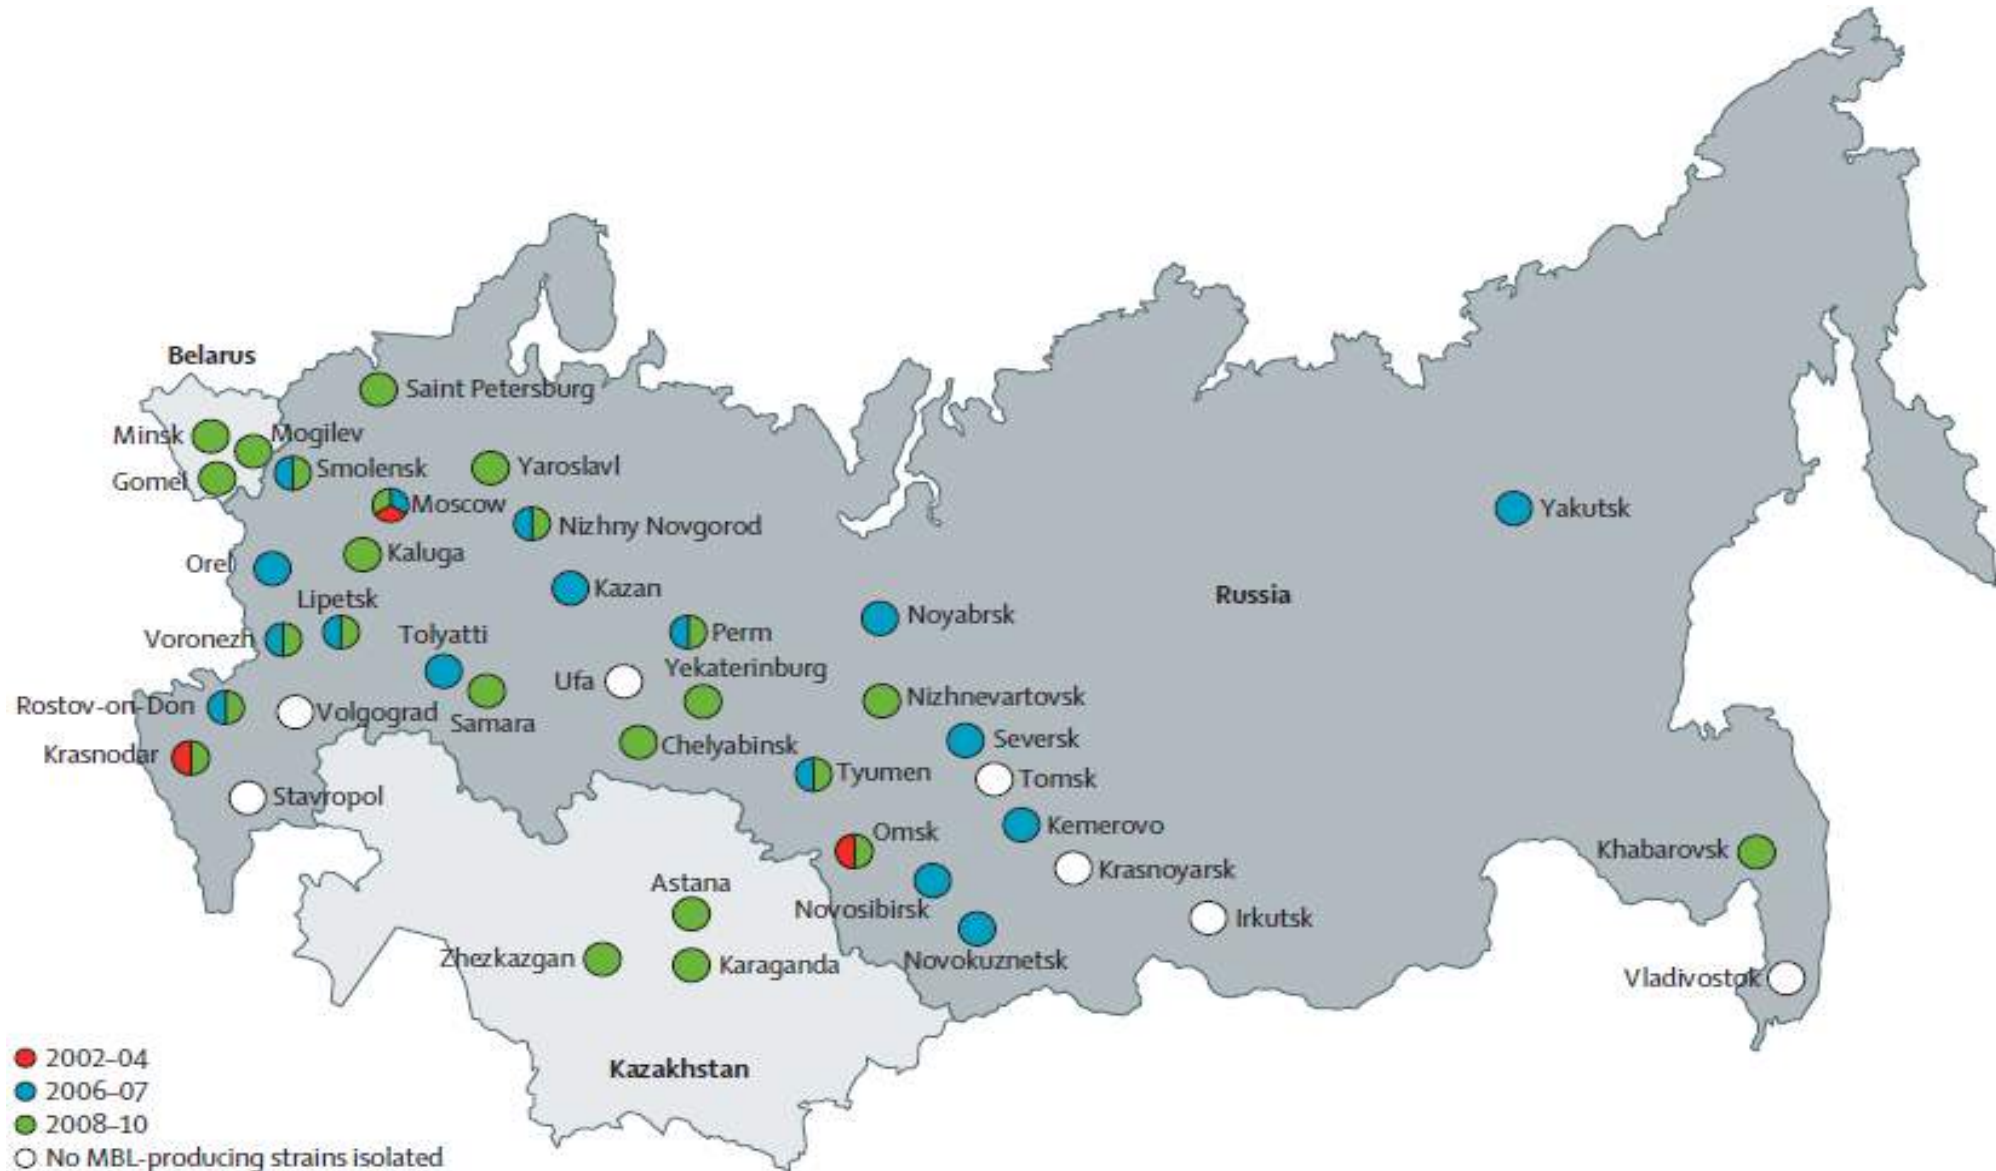 Belarus
Saint Petersburg
Minsk
Mogilev
Smolensk
Yaroslavl
Gomel
Moscow
Yakutsk
Nizhny Novgorod
Kaluga
Orel
Kazan
Russia
Lipetsk
Noyabrsk
Voronezh
Tolyatti
Perm
Yekaterinburg
Ufa
Nizhnevartovsk
Rostov-on-Don
Volgograd
Samara
Seversk
Krasnodar
Chelyabinsk
Tyumen
Tomsk
Stavropol
Kemerovo
Omsk
Khabarovsk
Krasnoyarsk
Astana
Novosibirsk
Irkutsk
Zhezkazgan
Karaganda
Novokuznetsk
Vladivostok
Kazakhstan
2002–04
2006–07
2008–10
No MBL-producing strains isolated